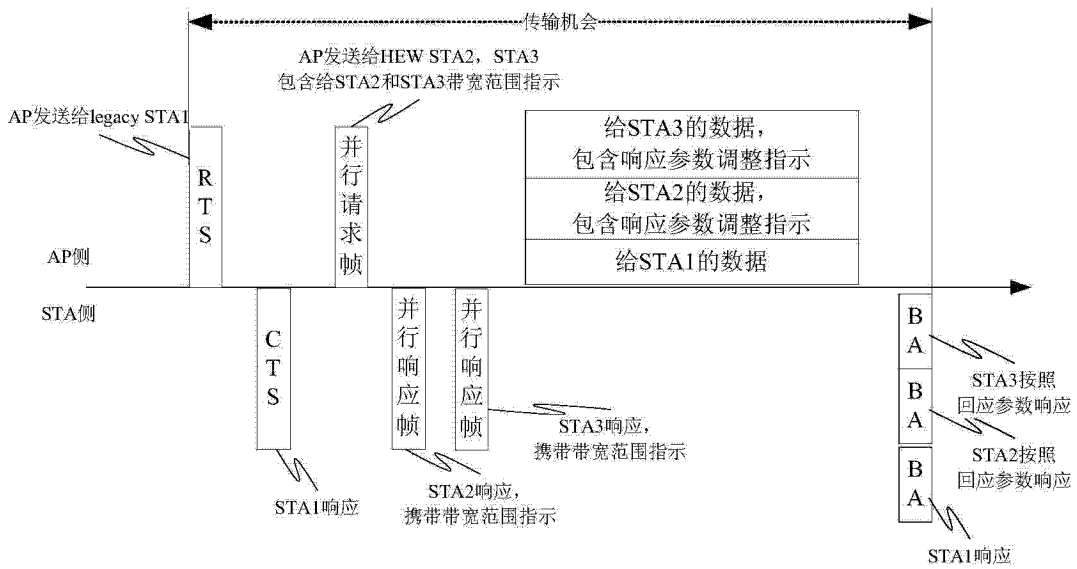 传输机会
AP发送给HEW STA2，STA3
包含给STA2和STA3带宽范围指示
AP发送给legacy STA1
RTS
并行请求帧
给STA3的数据，
包含响应参数调整指示
给STA2的数据，
包含响应参数调整指示
给STA1的数据
AP侧
STA侧
CTS
并行响应帧
并行响应帧
BA
BA
BA
STA3按照
回应参数响应
STA3响应，
携带带宽范围指示
STA2按照
回应参数响应
STA2响应，
携带带宽范围指示
STA1响应
STA1响应